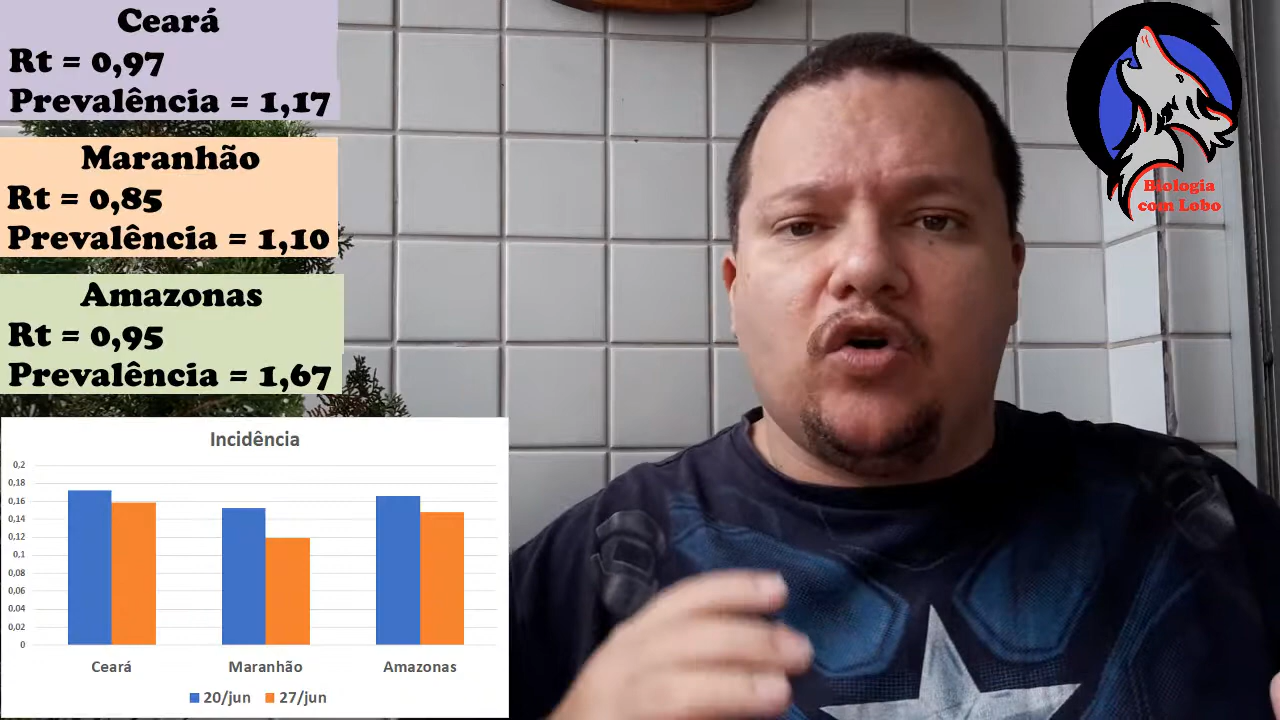 Ceará
Rt = 0,97
Prevalência = 1,17
Maranhão
Rt = 0,85
Prevalência = 1,10
Amazonas
Rt = 0,95
Prevalência = 1,67
Incidência
0,2
0,18
0,16
0,14
0,12
0,1
0,08
0,06
0,04
0,02
0
Ceará Maranhão Amazonas
20/jun 27/jun
Biologia
com Lobo